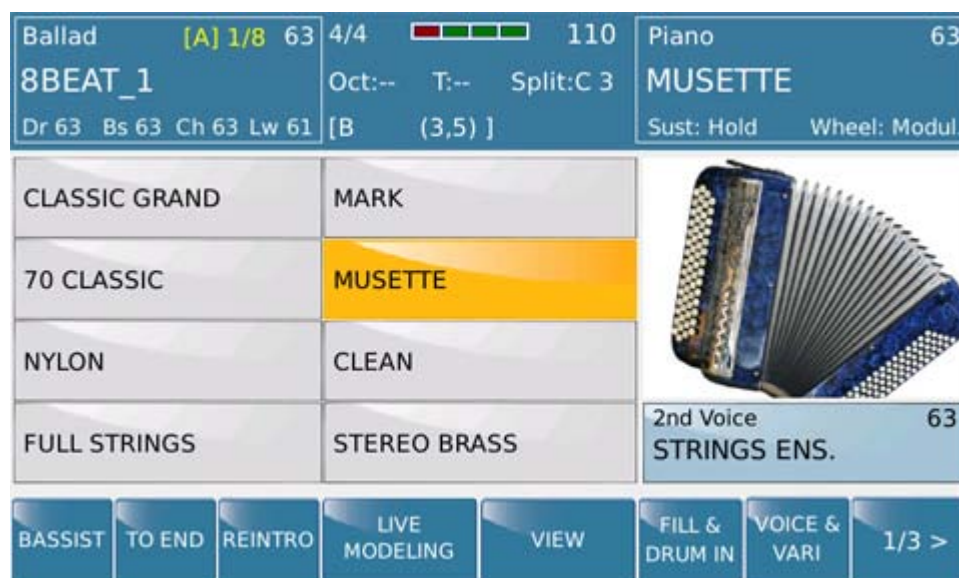 Ballad [A] 1/8 63
8BEAT_1
Dr 63 Bs 63 Ch 63 Lw 61
4/4 110
Oct:-- T:-- Split:C 3
[B (3,5) ]
Piano 63
MUSETTE
Sust: Hold Wheel: Modul.
CLASSIC GRAND
MARK
70 CLASSIC
MUSETTE
NYLON
CLEAN
FULL STRINGS
STEREO BRASS
2nd Voice 63
STRINGS ENS.
BASSIST
TO END
REINTRO
LIVE
MODELING
VIEW
FILL &
DRUM IN
VOICE &
VARI
1/3 >